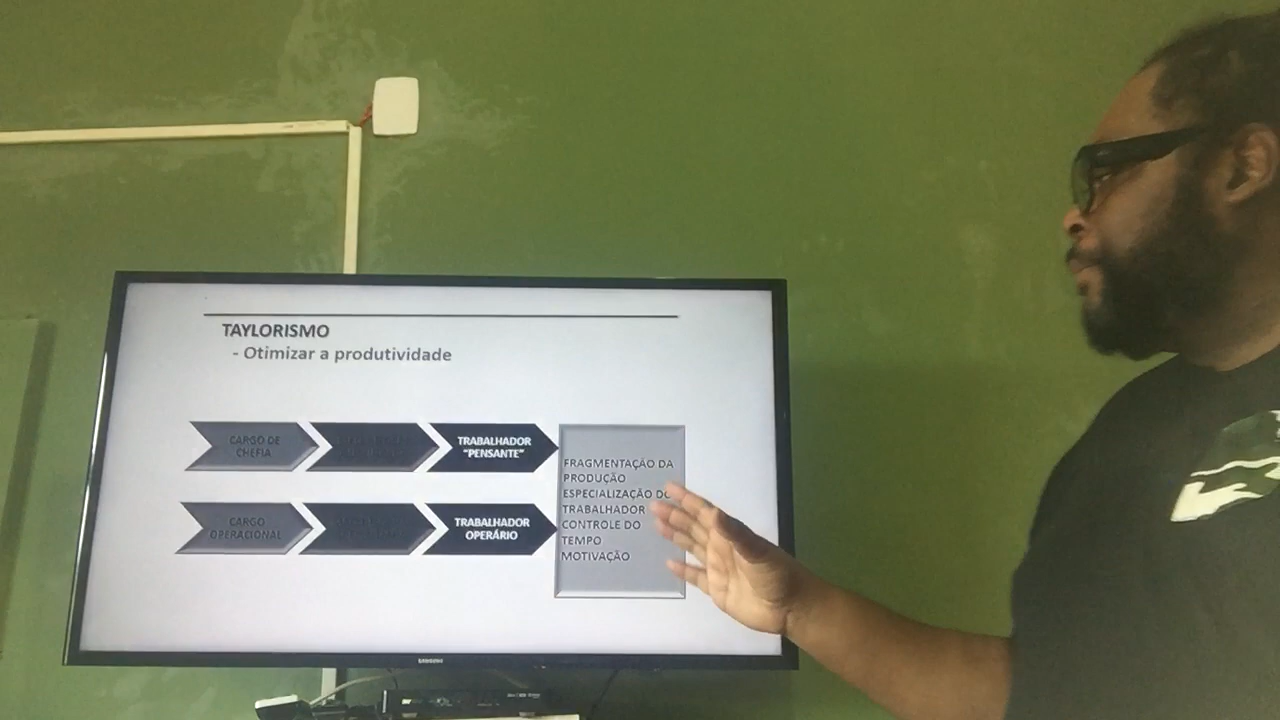 TAYLORISMO
- Otimizar a produtividade
CARGO DE
CHEFIA
TRABALHADOR
“PENSANTE”
CARGO
OPERACIONAL
TRABALHADOR
OPERÁRIO
FRAGMENTAÇÃO DA
PRODUÇÃO
ESPECIALIZAÇÃO DO
TRABALHADOR
CONTROLE DO
TEMPO
MOTIVAÇÃO
SAMSUNG